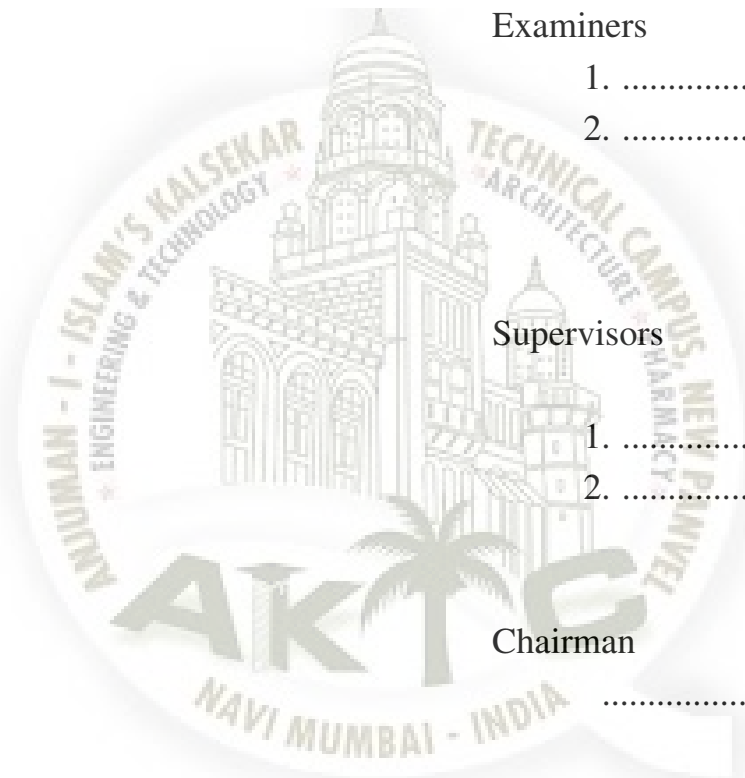 Examiners
1. ...............
2. ...............
Supervisors
1. ...............
2. ...............
Chairman
.................
ANJUMAN - I - ISLAM'S KALSEKAR TECHNICAL CAMPUS, NEW PANVEL
ENGINEERING & TECHNOLOGY * ARCHITECTURE * PHARMACY
AKTC
NAVI MUMBAI - INDIA